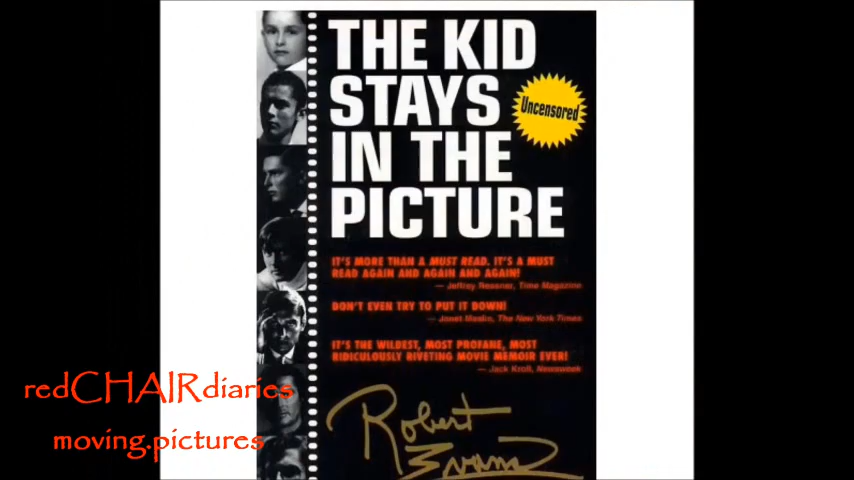 THE KID
STAYS
IN THE
PICTURE
Uncensored
IT'S MORE THAN A MUST READ. IT'S A MUST
READ AGAIN AND AGAIN AND AGAIN!
— Jeffrey Ressner, Time Magazine
DON'T EVEN TRY TO PUT IT DOWN!
— Janet Maslin, The New York Times
IT'S THE WILDEST, MOST PROFANE, MOST
RIDICULOUSLY RIVETING MOVIE MEMOIR EVER!
— Jack Kroll, Newsweek
Robert
Evans
redCHAIRdiaries
moving.pictures